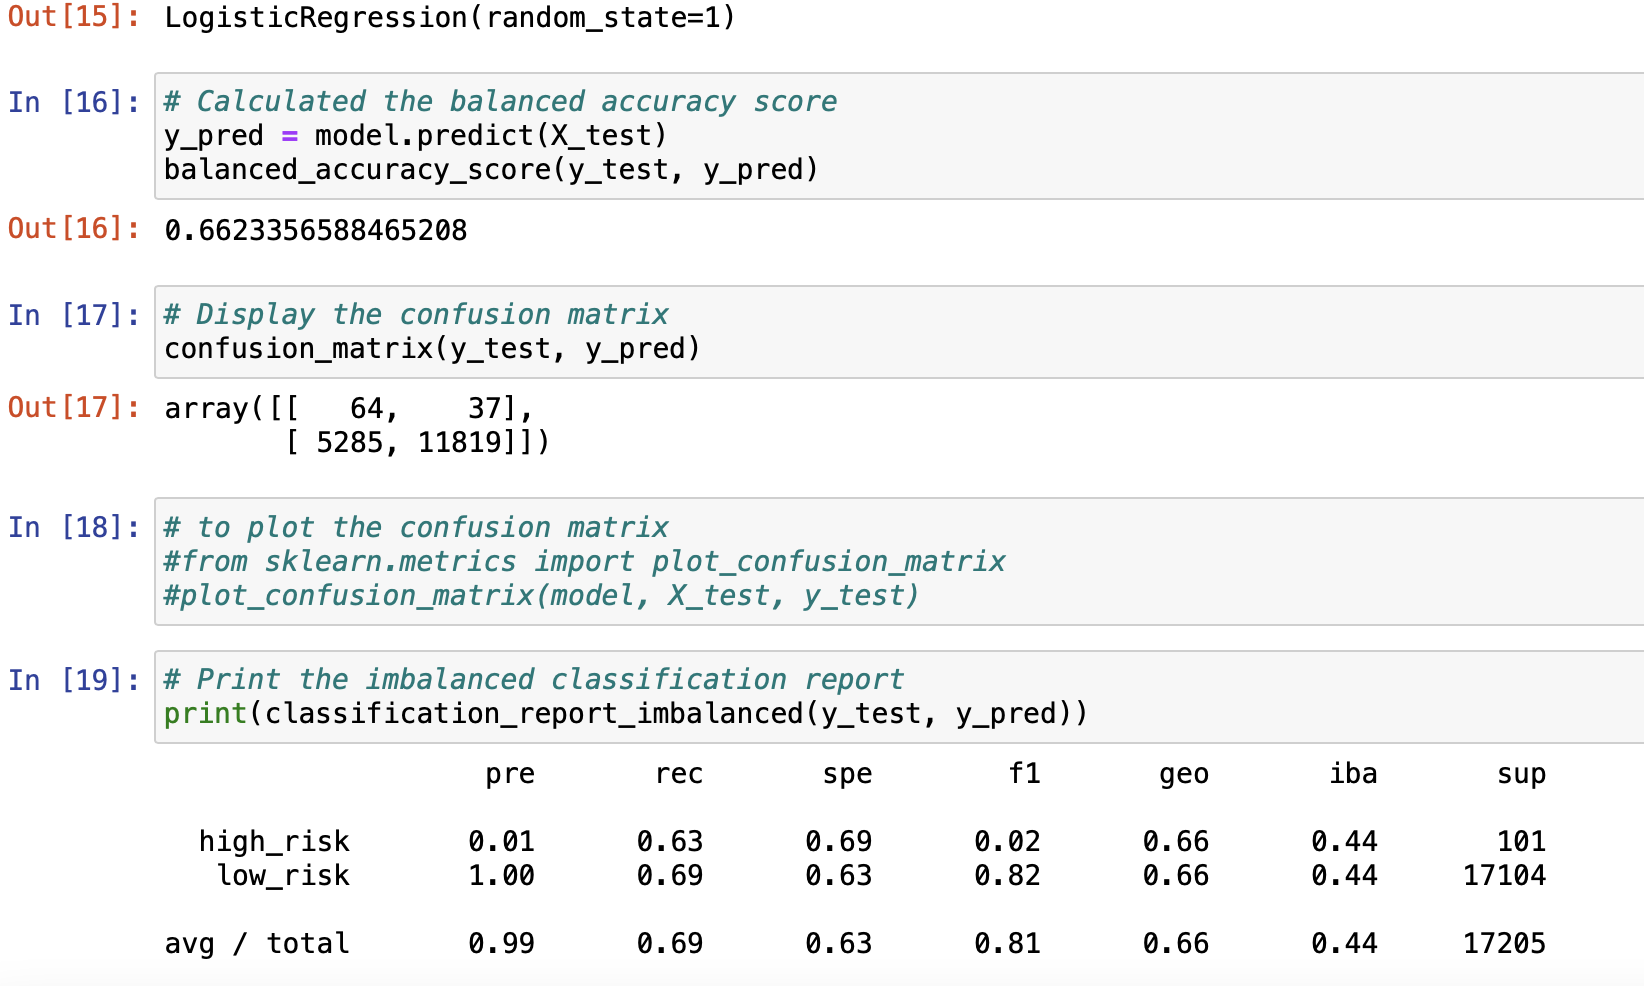 Out[15]: LogisticRegression(random_state=1)
In [16]: # Calculated the balanced accuracy score
y_pred = model.predict(X_test)
balanced_accuracy_score(y_test, y_pred)
Out[16]: 0.6623356588465208
In [17]: # Display the confusion matrix
confusion_matrix(y_test, y_pred)
Out[17]: array([[   64,    37],
       [ 5285, 11819]])
In [18]: # to plot the confusion matrix
#from sklearn.metrics import plot_confusion_matrix
#plot_confusion_matrix(model, X_test, y_test)
In [19]: # Print the imbalanced classification report
print(classification_report_imbalanced(y_test, y_pred))
pre rec spe f1 geo iba sup
high_risk 0.01 0.63 0.69 0.02 0.66 0.44 101
low_risk 1.00 0.69 0.63 0.82 0.66 0.44 17104
avg / total 0.99 0.69 0.63 0.81 0.66 0.44 17205